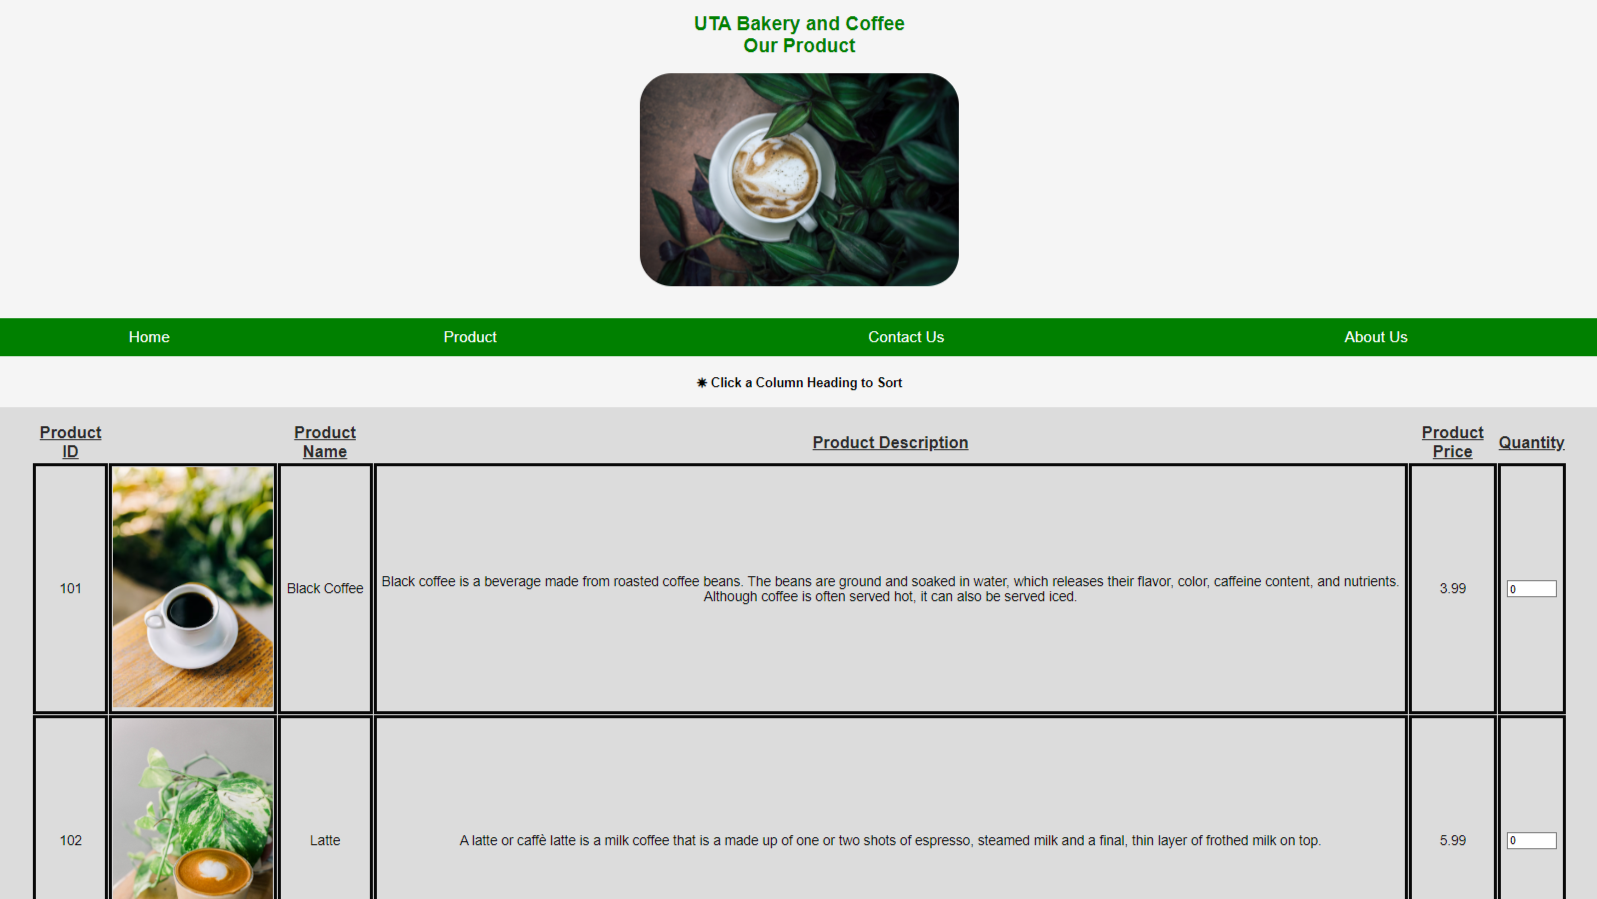 UTA Bakery and Coffee
Our Product
Home Product Contact Us About Us
✷ Click a Column Heading to Sort
Product ID
Product Name
Product Description
Product Price
Quantity
101
Black Coffee
Black coffee is a beverage made from roasted coffee beans. The beans are ground and soaked in water, which releases their flavor, color, caffeine content, and nutrients.
Although coffee is often served hot, it can also be served iced.
3.99
0
102
Latte
A latte or caffè latte is a milk coffee that is a made up of one or two shots of espresso, steamed milk and a final, thin layer of frothed milk on top.
5.99
0